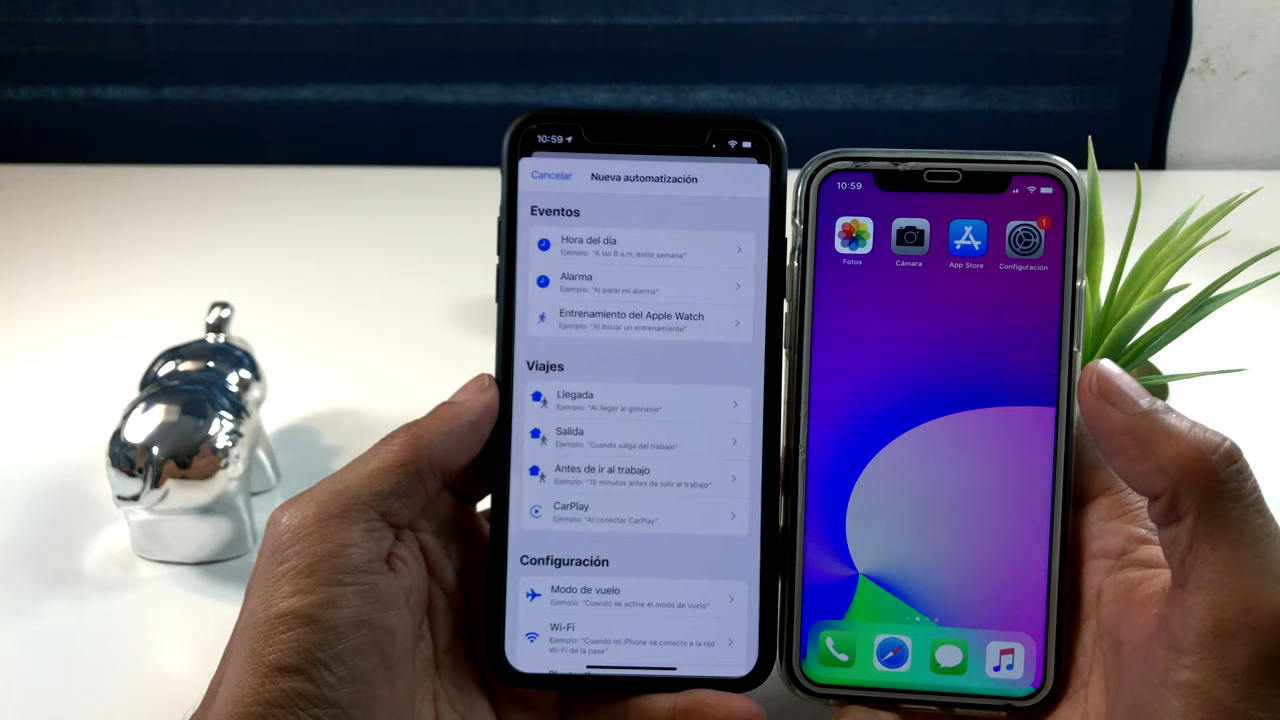 10:59
Cancelar
Nueva automatización
Eventos
Hora del día
Ejemplo: "A las 8 a.m. entre semana"
Alarma
Ejemplo: "Al parar mi alarma"
Entrenamiento del Apple Watch
Ejemplo: "Al iniciar un entrenamiento"
Viajes
Llegada
Ejemplo: "Al llegar al gimnasio"
Salida
Ejemplo: "Cuando salga del trabajo"
Antes de ir al trabajo
Ejemplo: "15 minutos antes de salir al trabajo"
CarPlay
Ejemplo: "Al conectar CarPlay"
Configuración
Modo de vuelo
Ejemplo: "Cuando se active el modo de vuelo"
Wi-Fi
Ejemplo: "Cuando mi iPhone se conecte a la red
Wi-Fi de la casa"
10:59
1
Fotos
Cámara
App Store
Configuración